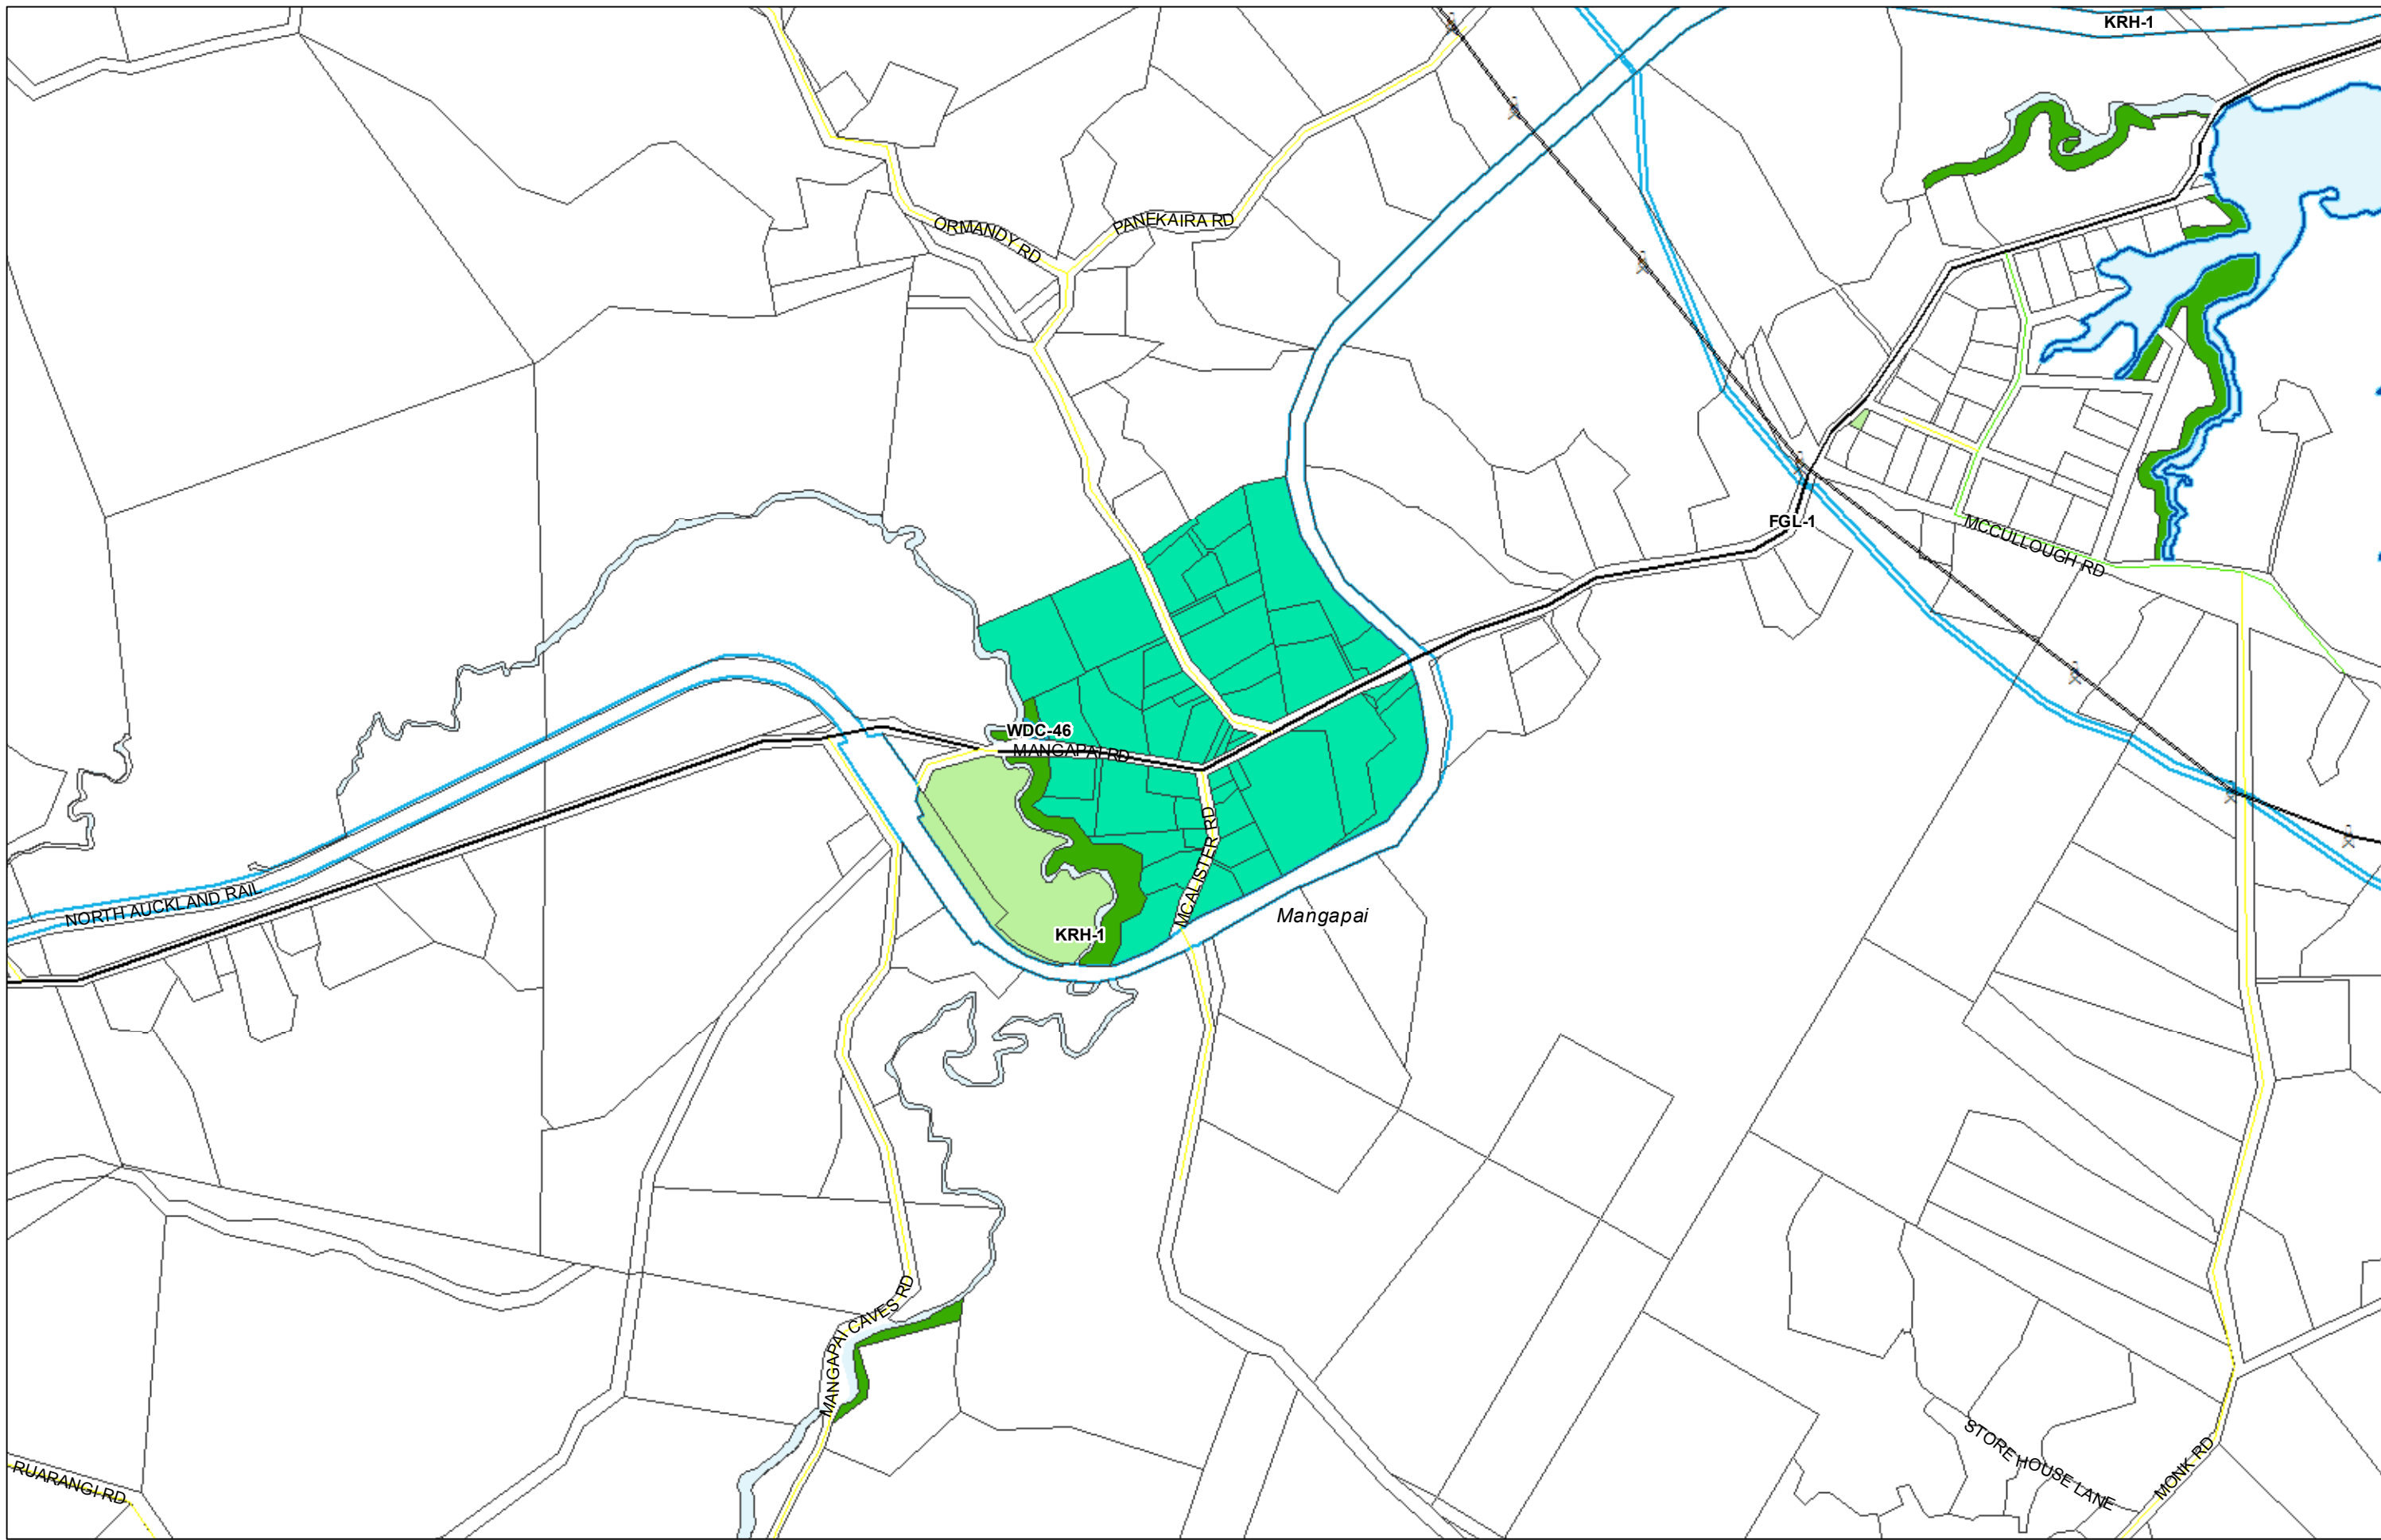 KRH-1
ORMANDY RD
PANEKAIRA RD
FGL-1
MCCULLOUGH RD
WDC-46
MANGAPAI RD
MCALISTER RD
NORTH AUCKLAND RAIL
Mangapai
KRH-1
MANGAPAI CAVES RD
RUARANGI RD
STORE HOUSE LANE
MONK RD